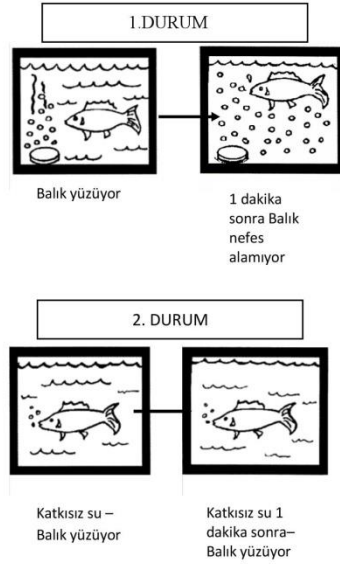 1.DURUM
Balık yüzüyor
1 dakika
sonra Balık
nefes
alamıyor
2. DURUM
Katkısız su –
Balık yüzüyor
Katkısız su 1
dakika sonra–
Balık yüzüyor